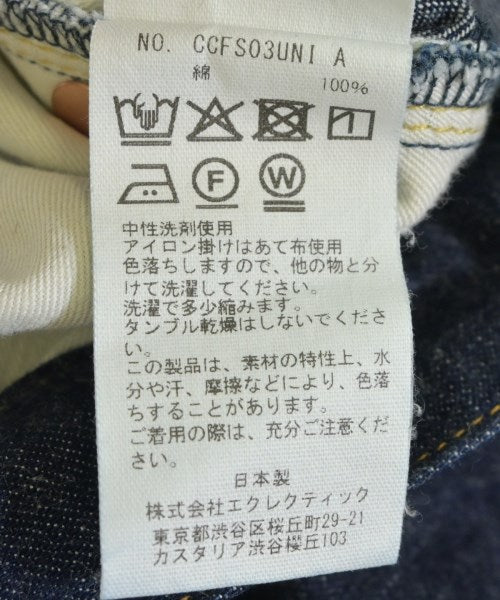 NO. CCFS03UNI A
綿
100%
F
W
中性洗剤使用
アイロン掛けはあて布使用
色落ちしますので、他の物と分
けて洗濯してください。
洗濯で多少縮みます。
タンブル乾燥はしないでくださ
い。
この製品は、素材の特性上、水
分や汗、摩擦などにより、色落
ちすることがあります。
ご着用の際は、充分ご注意くだ
さい。
日本製
株式会社エクレクティック
東京都渋谷区桜丘町29-21
カスタリア渋谷櫻丘103